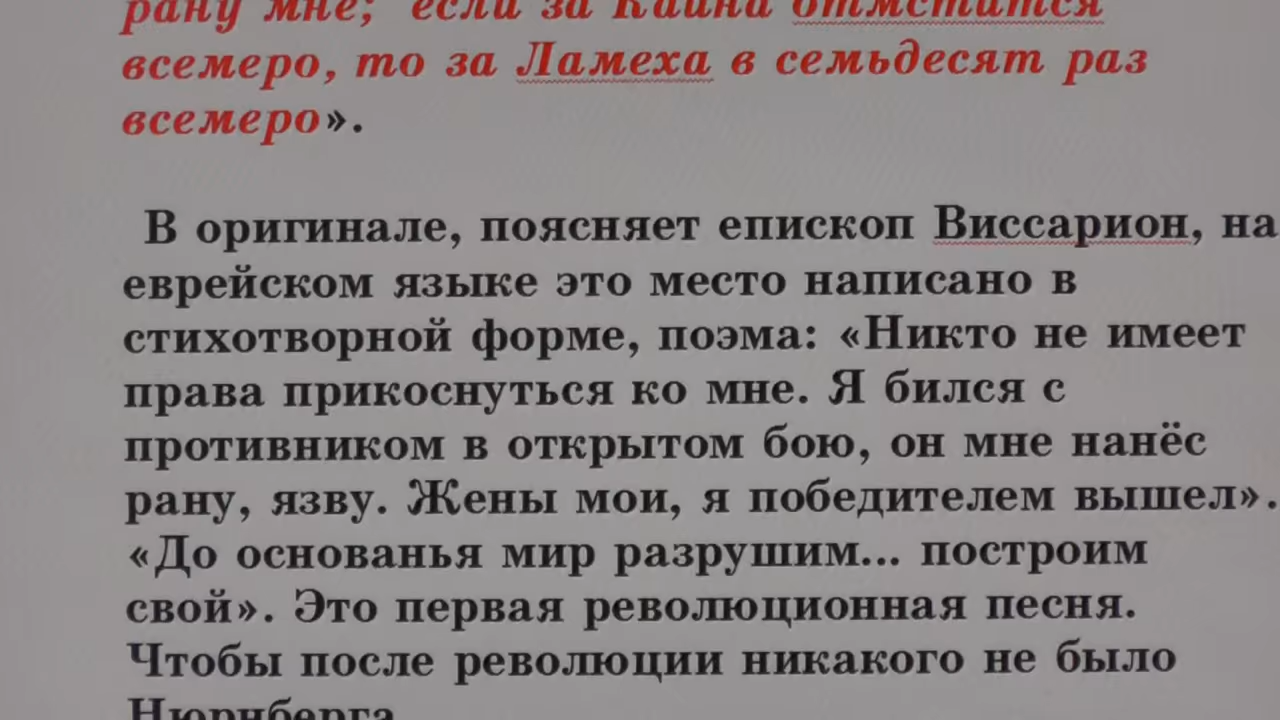 рану мне; если за Каина отмстится
всемеро, то за Ламеха в семьдесят раз
всемеро».
В оригинале, поясняет епископ Виссарион, на
еврейском языке это место написано в
стихотворной форме, поэма: «Никто не имеет
права прикоснуться ко мне. Я бился с
противником в открытом бою, он мне нанёс
рану, язву. Жены мои, я победителем вышел».
«До основанья мир разрушим... построим
свой». Это первая революционная песня.
Чтобы после революции никакого не было
Нюрнберга